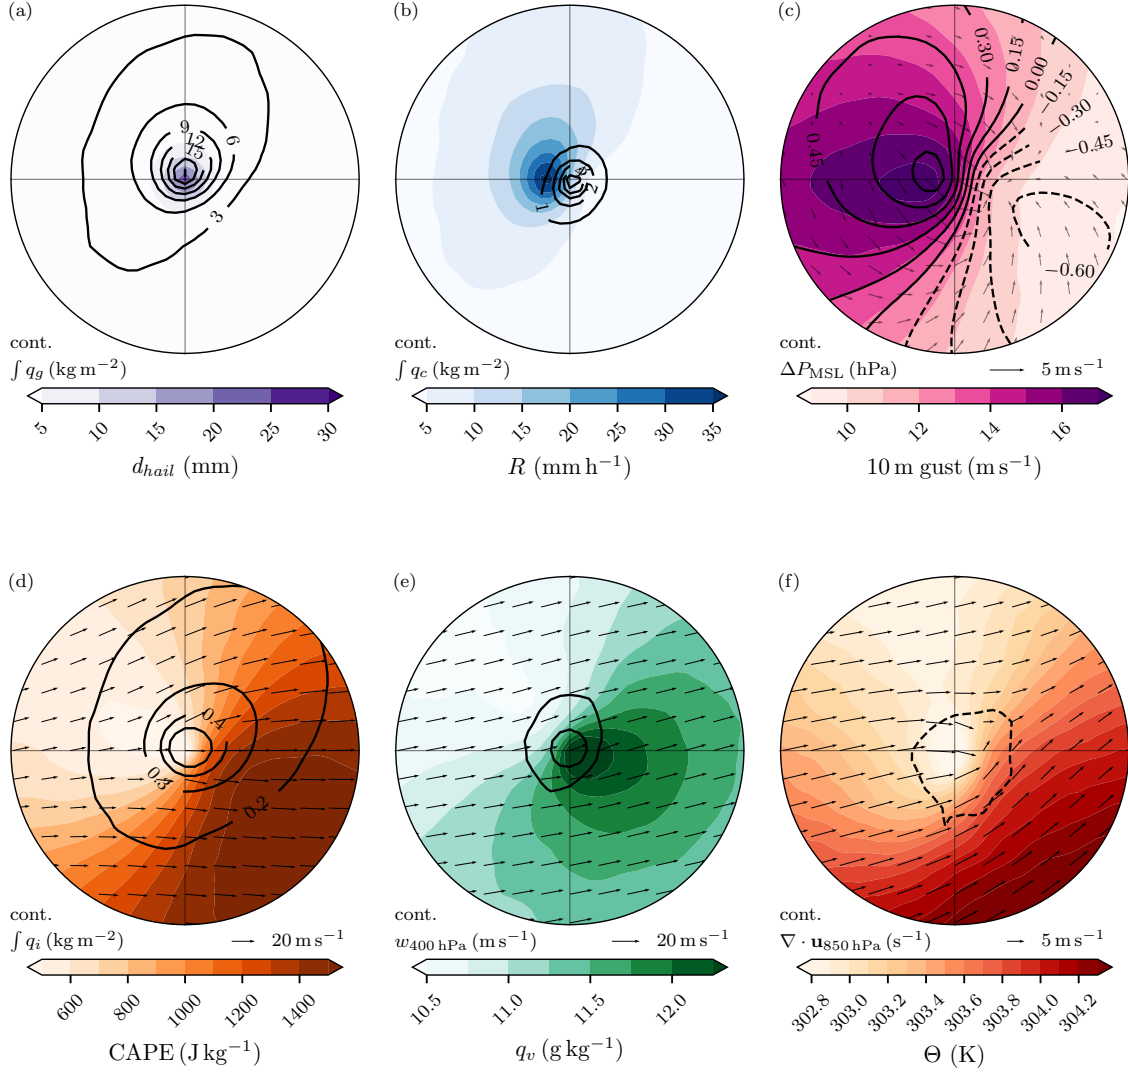 (a)
9
12
15
6
3
cont.
∫ q_g (kg m⁻²)
5 10 15 20 25 30
d_hail (mm)
(b)
1
2
cont.
∫ q_c (kg m⁻²)
5 10 15 20 25 30 35
R (mm h⁻¹)
(c)
0.30
0.15
0.00
−0.15
−0.30
−0.45
0.45
−0.60
cont.
ΔP_MSL (hPa) 5 m s⁻¹
10 12 14 16
10 m gust (m s⁻¹)
(d)
0.4
0.3
0.2
cont.
∫ q_i (kg m⁻²) 20 m s⁻¹
600 800 1000 1200 1400
CAPE (J kg⁻¹)
(e)
cont.
w_400 hPa (m s⁻¹) 20 m s⁻¹
10.5 11.0 11.5 12.0
q_v (g kg⁻¹)
(f)
cont.
∇ · u_850 hPa (s⁻¹) 5 m s⁻¹
302.8 303.0 303.2 303.4 303.6 303.8 304.0 304.2
Θ (K)